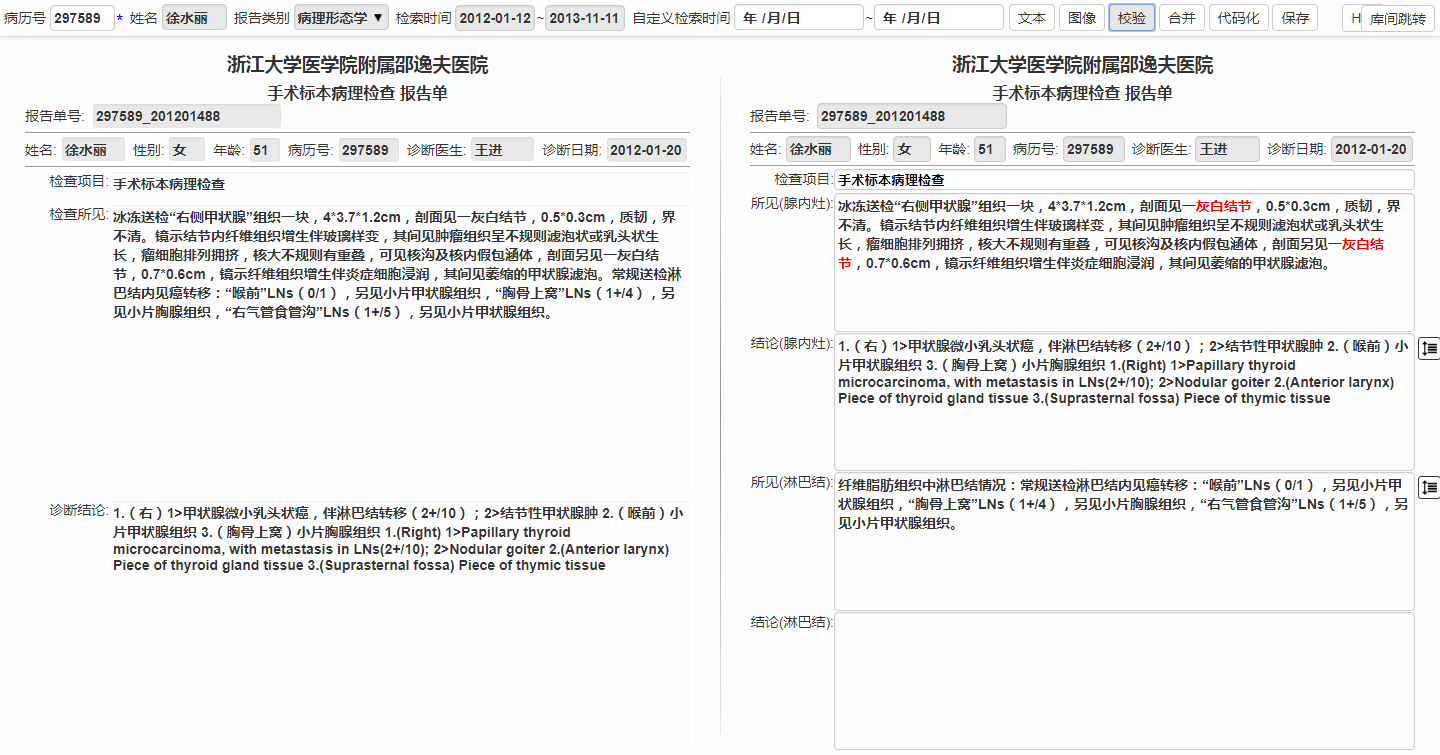 病历号 297589 * 姓名 徐水丽 报告类别 病理形态学 ▼ 检索时间 2012-01-12 ~ 2013-11-11 自定义检索时间 年 /月/日 ~ 年 /月/日 文本 图像 校验 合并 代码化 保存 H 库间跳转
浙江大学医学院附属邵逸夫医院
手术标本病理检查 报告单
报告单号: 297589_201201488
姓名: 徐水丽 性别: 女 年龄: 51 病历号: 297589 诊断医生: 王进 诊断日期: 2012-01-20
检查项目: 手术标本病理检查
检查所见: 冰冻送检“右侧甲状腺”组织一块，4*3.7*1.2cm，剖面见一灰白结节，0.5*0.3cm，质韧，界
不清。镜示结节内纤维组织增生伴玻璃样变，其间见肿瘤组织呈不规则滤泡状或乳头状生
长，瘤细胞排列拥挤，核大不规则有重叠，可见核沟及核内假包涵体，剖面另见一灰白结
节，0.7*0.6cm，镜示纤维组织增生伴炎症细胞浸润，其间见萎缩的甲状腺滤泡。常规送检淋
巴结内见癌转移：“喉前”LNs（0/1），另见小片甲状腺组织，“胸骨上窝”LNs（1+/4），另
见小片胸腺组织，“右气管食管沟”LNs（1+/5），另见小片甲状腺组织。
诊断结论: 1.（右）1>甲状腺微小乳头状癌，伴淋巴结转移（2+/10）；2>结节性甲状腺肿 2.（喉前）小
片甲状腺组织 3.（胸骨上窝）小片胸腺组织 1.(Right) 1>Papillary thyroid
microcarcinoma, with metastasis in LNs(2+/10); 2>Nodular goiter 2.(Anterior larynx)
Piece of thyroid gland tissue 3.(Suprasternal fossa) Piece of thymic tissue
浙江大学医学院附属邵逸夫医院
手术标本病理检查 报告单
报告单号: 297589_201201488
姓名: 徐水丽 性别: 女 年龄: 51 病历号: 297589 诊断医生: 王进 诊断日期: 2012-01-20
检查项目: 手术标本病理检查
所见(腺内灶): 冰冻送检“右侧甲状腺”组织一块，4*3.7*1.2cm，剖面见一灰白结节，0.5*0.3cm，质韧，界
不清。镜示结节内纤维组织增生伴玻璃样变，其间见肿瘤组织呈不规则滤泡状或乳头状生
长，瘤细胞排列拥挤，核大不规则有重叠，可见核沟及核内假包涵体，剖面另见一灰白结
节，0.7*0.6cm，镜示纤维组织增生伴炎症细胞浸润，其间见萎缩的甲状腺滤泡。
结论(腺内灶): 1.（右）1>甲状腺微小乳头状癌，伴淋巴结转移（2+/10）；2>结节性甲状腺肿 2.（喉前）小
片甲状腺组织 3.（胸骨上窝）小片胸腺组织 1.(Right) 1>Papillary thyroid
microcarcinoma, with metastasis in LNs(2+/10); 2>Nodular goiter 2.(Anterior larynx)
Piece of thyroid gland tissue 3.(Suprasternal fossa) Piece of thymic tissue
所见(淋巴结): 纤维脂肪组织中淋巴结情况：常规送检淋巴结内见癌转移：“喉前”LNs（0/1），另见小片甲
状腺组织，“胸骨上窝”LNs（1+/4），另见小片胸腺组织，“右气管食管沟”LNs（1+/5），另
见小片甲状腺组织。
结论(淋巴结):